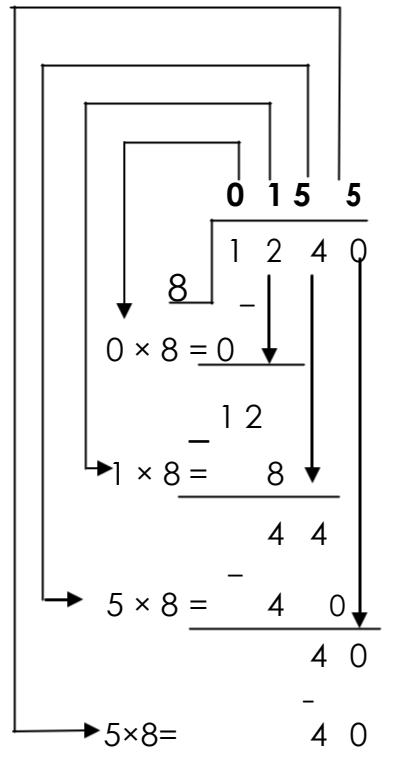 0 1 5 5
1 2 4 0
8
–
0 × 8 = 0
1 2
–
1 × 8 = 8
4 4
–
5 × 8 = 4 0
4 0
-
5×8= 4 0